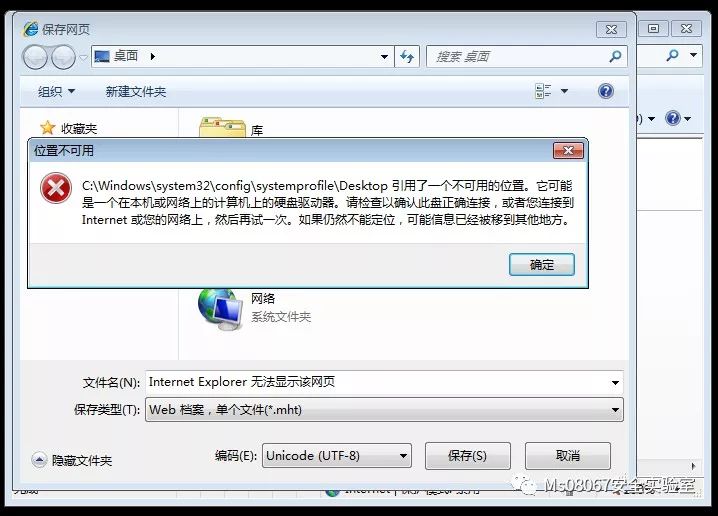 保存网页
桌面
搜索 桌面
组织
新建文件夹
收藏夹
库
位置不可用
C:\Windows\system32\config\systemprofile\Desktop 引用了一个不可用的位置。它可能
是一个在本机或网络上的计算机上的硬盘驱动器。请检查以确认此盘正确连接，或者您连接到
Internet 或您的网络上，然后再试一次。如果仍然不能定位，可能信息已经被移到其他地方。
确定
网络
系统文件夹
文件名(N): Internet Explorer 无法显示该网页
保存类型(T): Web 档案，单个文件(*.mht)
隐藏文件夹
编码(E): Unicode (UTF-8)
保存(S)
取消
Ms08067安全实验室
完成
Internet | 保护模式: 禁用